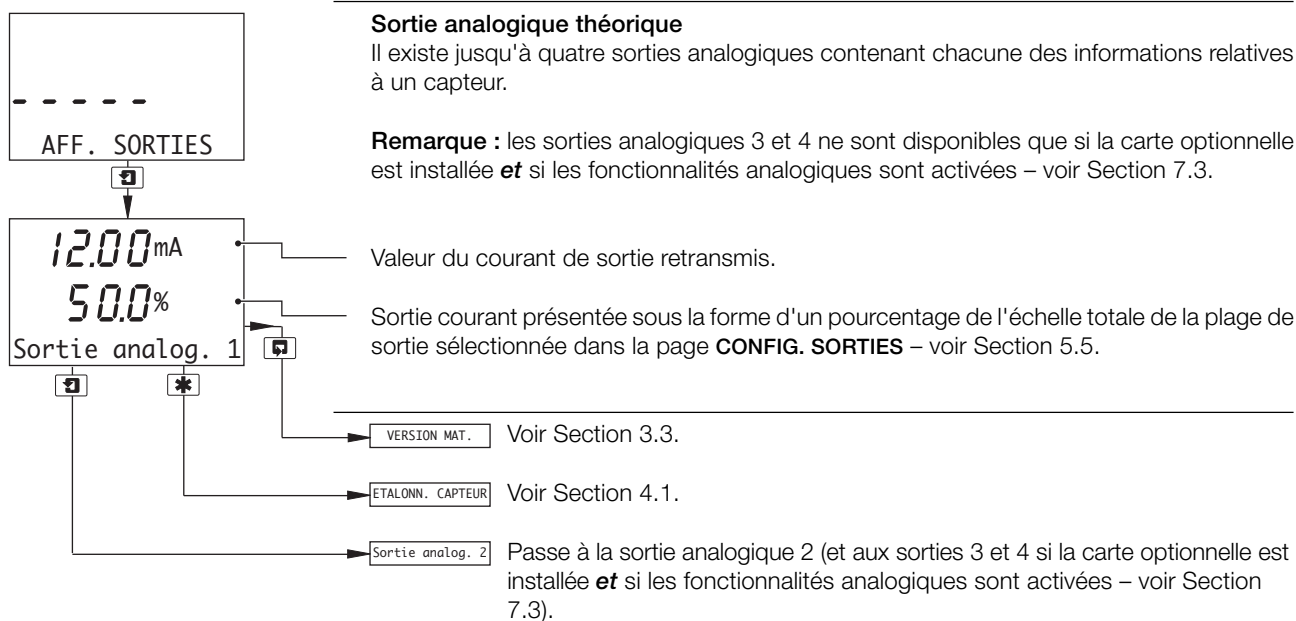 Sortie analogique théorique
Il existe jusqu'à quatre sorties analogiques contenant chacune des informations relatives
à un capteur.
Remarque : les sorties analogiques 3 et 4 ne sont disponibles que si la carte optionnelle
est installée et si les fonctionnalités analogiques sont activées – voir Section 7.3.
- - - - -
AFF. SORTIES
12.00 mA
50.0 %
Sortie analog. 1
Valeur du courant de sortie retransmis.
Sortie courant présentée sous la forme d'un pourcentage de l'échelle totale de la plage de
sortie sélectionnée dans la page CONFIG. SORTIES – voir Section 5.5.
VERSION MAT. Voir Section 3.3.
ETALONN. CAPTEUR Voir Section 4.1.
Sortie analog. 2 Passe à la sortie analogique 2 (et aux sorties 3 et 4 si la carte optionnelle est
installée et si les fonctionnalités analogiques sont activées – voir Section
7.3).